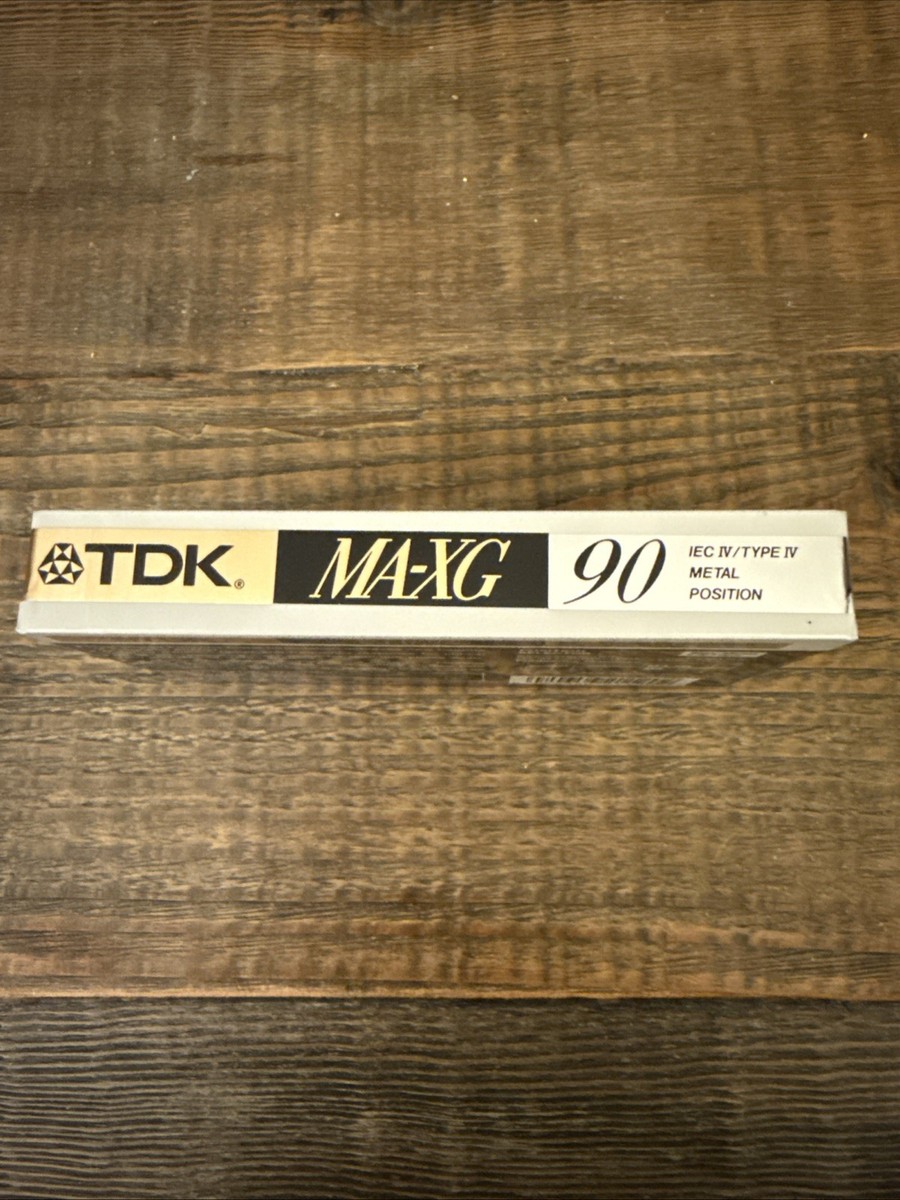 TDK®
MA-XG
90
IEC IV/TYPE IV
METAL
POSITION